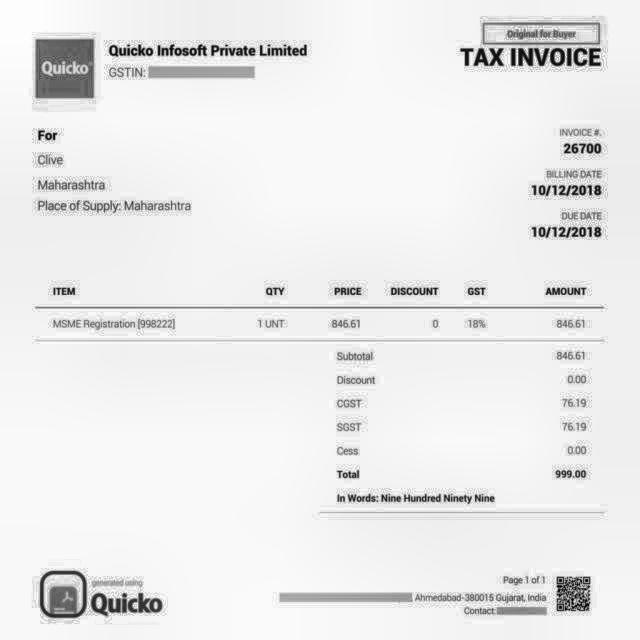 Original for Buyer
Quicko
Quicko Infosoft Private Limited
GSTIN:
TAX INVOICE
For
Clive
Maharashtra
Place of Supply: Maharashtra
INVOICE #.
26700
BILLING DATE
10/12/2018
DUE DATE
10/12/2018
ITEM QTY PRICE DISCOUNT GST AMOUNT
MSME Registration [998222] 1 UNT 846.61 0 18% 846.61
Subtotal 846.61
Discount 0.00
CGST 76.19
SGST 76.19
Cess 0.00
Total 999.00
In Words: Nine Hundred Ninety Nine
generated using
Quicko
Page 1 of 1
Ahmedabad-380015 Gujarat, India
Contact: